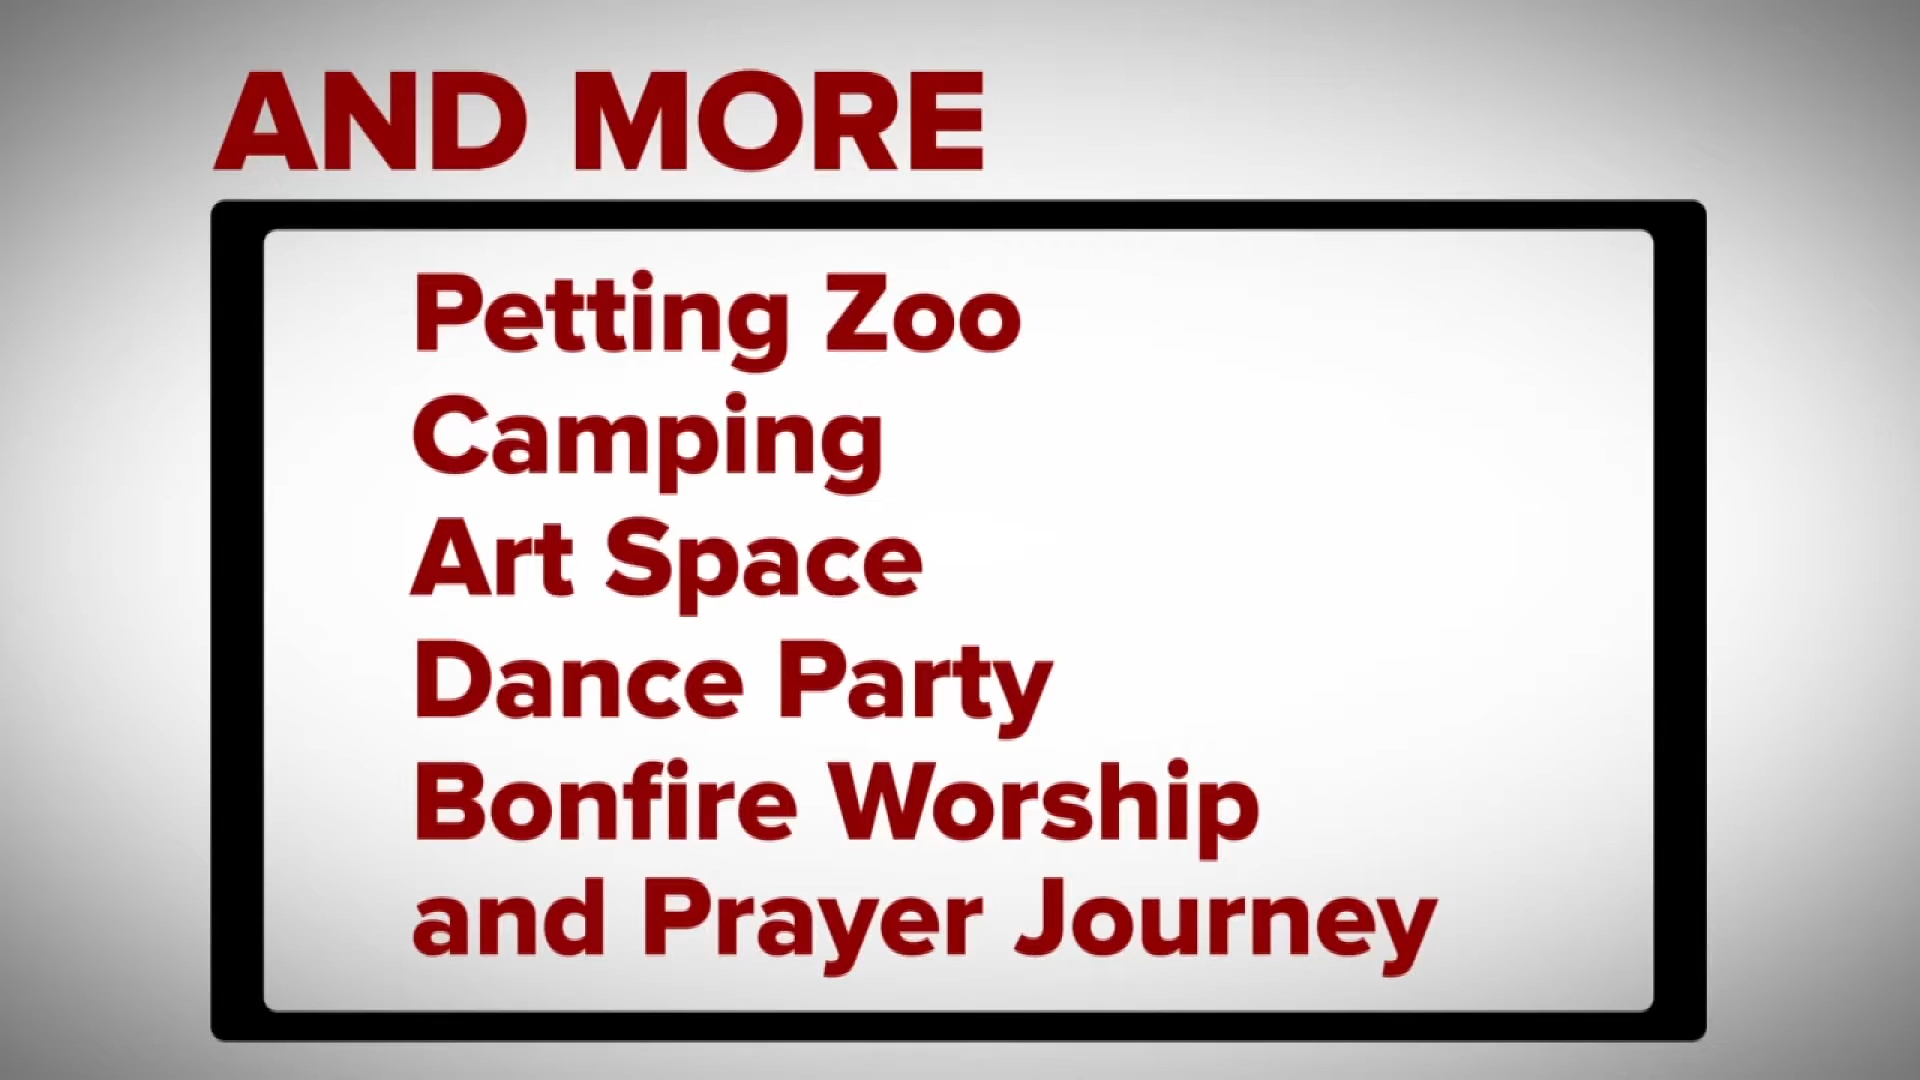 AND MORE
Petting Zoo
Camping
Art Space
Dance Party
Bonfire Worship
and Prayer Journey